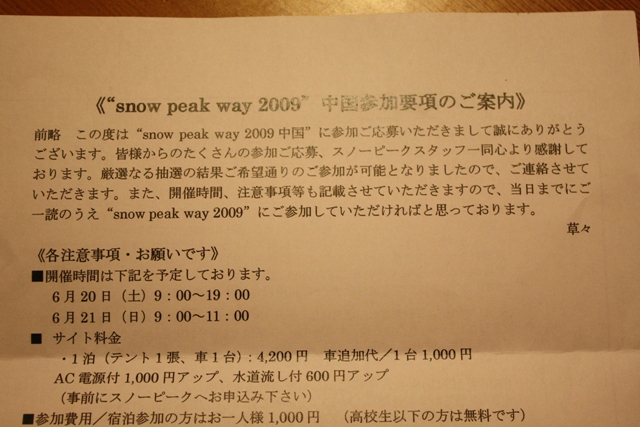 《“snow peak way 2009” 中国参加要項のご案内》
前略　この度は“snow peak way 2009 中国”に参加ご応募いただきまして誠にありがとう
ございます。皆様からのたくさんの参加ご応募、スノーピークスタッフ一同心より感謝して
おります。厳選なる抽選の結果ご希望通りのご参加が可能となりましたので、ご連絡させて
いただきます。また、開催時間、注意事項等も記載させていただきますので、当日までにご
一読のうえ“snow peak way 2009”にご参加していただければと思っております。
草々
《各注意事項・お願いです》
■開催時間は下記を予定しております。
6月20日（土）9：00～19：00
6月21日（日）9：00～11：00
■ サイト料金
・1泊（テント1張、車1台）：4,200円　車追加代／1台 1,000円
AC電源付 1,000円アップ、水道流し付 600円アップ
（事前にスノーピークへお申込み下さい）
■参加費用／宿泊参加の方はお一人様 1,000円　（高校生以下の方は無料です）